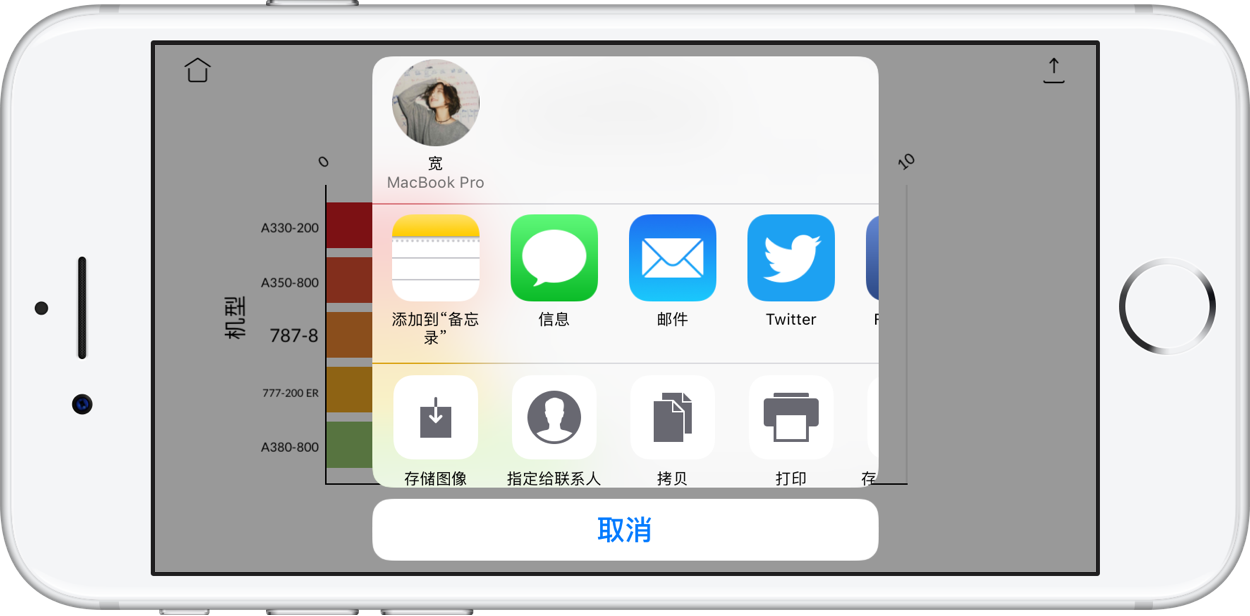 0
10
宽
MacBook Pro
A330-200
A350-800
787-8
777-200 ER
A380-800
机型
添加到“备忘
录”
信息
邮件
Twitter
存储图像
指定给联系人
拷贝
打印
存
取消